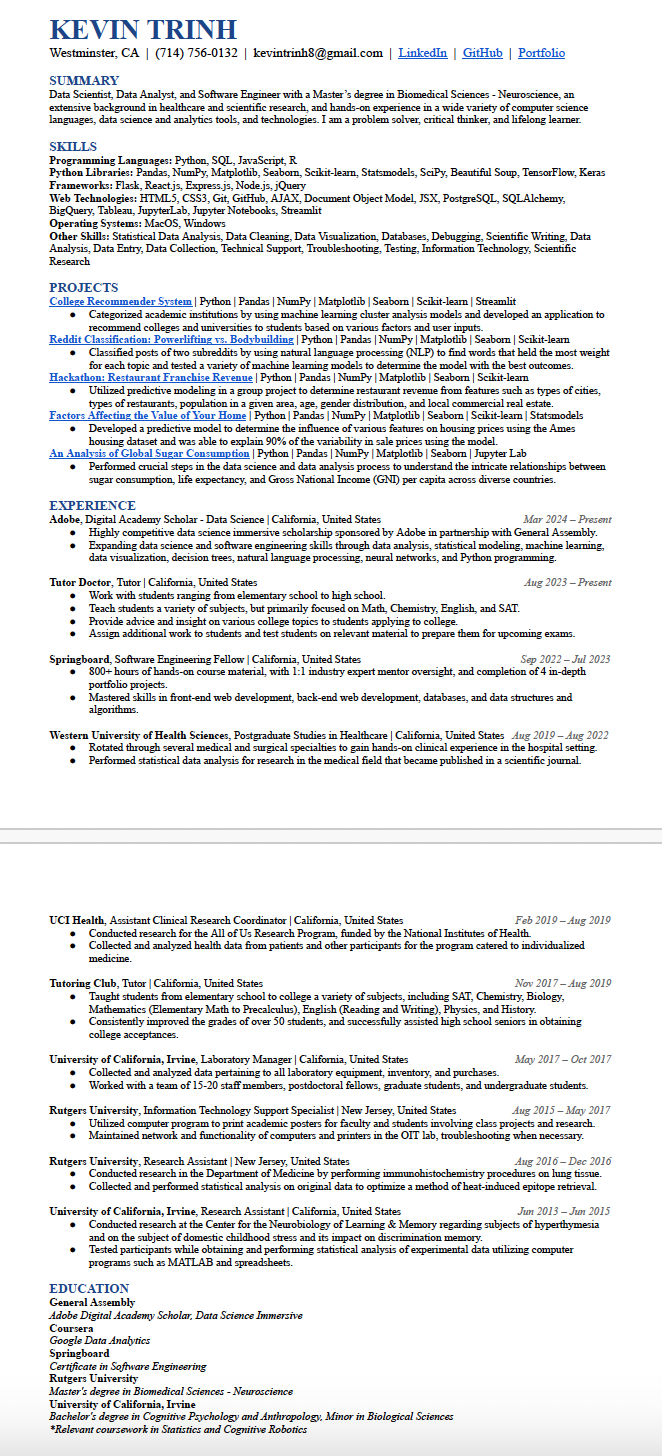 KEVIN TRINH
Westminster, CA | (714) 756-0132 | kevintrinh8@gmail.com | LinkedIn | GitHub | Portfolio
SUMMARY
Data Scientist, Data Analyst, and Software Engineer with a Master’s degree in Biomedical Sciences - Neuroscience, an
extensive background in healthcare and scientific research, and hands-on experience in a wide variety of computer science
languages, data science and analytics tools, and technologies. I am a problem solver, critical thinker, and lifelong learner.
SKILLS
Programming Languages: Python, SQL, JavaScript, R
Python Libraries: Pandas, NumPy, Matplotlib, Seaborn, Scikit-learn, Statsmodels, SciPy, Beautiful Soup, TensorFlow, Keras
Frameworks: Flask, React.js, Express.js, Node.js, jQuery
Web Technologies: HTML5, CSS3, Git, GitHub, AJAX, Document Object Model, JSX, PostgreSQL, SQLAlchemy,
BigQuery, Tableau, JupyterLab, Jupyter Notebooks, Streamlit
Operating Systems: MacOS, Windows
Other Skills: Statistical Data Analysis, Data Cleaning, Data Visualization, Databases, Debugging, Scientific Writing, Data
Analysis, Data Entry, Data Collection, Technical Support, Troubleshooting, Testing, Information Technology, Scientific
Research
PROJECTS
College Recommender System | Python | Pandas | NumPy | Matplotlib | Seaborn | Scikit-learn | Streamlit
● Categorized academic institutions by using machine learning cluster analysis models and developed an application to
recommend colleges and universities to students based on various factors and user inputs.
Reddit Classification: Powerlifting vs. Bodybuilding | Python | Pandas | NumPy | Matplotlib | Seaborn | Scikit-learn
● Classified posts of two subreddits by using natural language processing (NLP) to find words that held the most weight
for each topic and tested a variety of machine learning models to determine the model with the best outcomes.
Hackathon: Restaurant Franchise Revenue | Python | Pandas | NumPy | Matplotlib | Seaborn | Scikit-learn
● Utilized predictive modeling in a group project to determine restaurant revenue from features such as types of cities,
types of restaurants, population in a given area, age, gender distribution, and local commercial real estate.
Factors Affecting the Value of Your Home | Python | Pandas | NumPy | Matplotlib | Seaborn | Scikit-learn | Statsmodels
● Developed a predictive model to determine the influence of various features on housing prices using the Ames
housing dataset and was able to explain 90% of the variability in sale prices using the model.
An Analysis of Global Sugar Consumption | Python | Pandas | NumPy | Matplotlib | Seaborn | Jupyter Lab
● Performed crucial steps in the data science and data analysis process to understand the intricate relationships between
sugar consumption, life expectancy, and Gross National Income (GNI) per capita across diverse countries.
EXPERIENCE
Adobe, Digital Academy Scholar - Data Science | California, United States Mar 2024 – Present
● Highly competitive data science immersive scholarship sponsored by Adobe in partnership with General Assembly.
● Expanding data science and software engineering skills through data analysis, statistical modeling, machine learning,
data visualization, decision trees, natural language processing, neural networks, and Python programming.
Tutor Doctor, Tutor | California, United States Aug 2023 – Present
● Work with students ranging from elementary school to high school.
● Teach students a variety of subjects, but primarily focused on Math, Chemistry, English, and SAT.
● Provide advice and insight on various college topics to students applying to college.
● Assign additional work to students and test students on relevant material to prepare them for upcoming exams.
Springboard, Software Engineering Fellow | California, United States Sep 2022 – Jul 2023
● 800+ hours of hands-on course material, with 1:1 industry expert mentor oversight, and completion of 4 in-depth
portfolio projects.
● Mastered skills in front-end web development, back-end web development, databases, and data structures and
algorithms.
Western University of Health Sciences, Postgraduate Studies in Healthcare | California, United States Aug 2019 – Aug 2022
● Rotated through several medical and surgical specialties to gain hands-on clinical experience in the hospital setting.
● Performed statistical data analysis for research in the medical field that became published in a scientific journal.
UCI Health, Assistant Clinical Research Coordinator | California, United States Feb 2019 – Aug 2019
● Conducted research for the All of Us Research Program, funded by the National Institutes of Health.
● Collected and analyzed health data from patients and other participants for the program catered to individualized
medicine.
Tutoring Club, Tutor | California, United States Nov 2017 – Aug 2019
● Taught students from elementary school to college a variety of subjects, including SAT, Chemistry, Biology,
Mathematics (Elementary Math to Precalculus), English (Reading and Writing), Physics, and History.
● Consistently improved the grades of over 50 students, and successfully assisted high school seniors in obtaining
college acceptances.
University of California, Irvine, Laboratory Manager | California, United States May 2017 – Oct 2017
● Collected and analyzed data pertaining to all laboratory equipment, inventory, and purchases.
● Worked with a team of 15-20 staff members, postdoctoral fellows, graduate students, and undergraduate students.
Rutgers University, Information Technology Support Specialist | New Jersey, United States Aug 2015 – May 2017
● Utilized computer program to print academic posters for faculty and students involving class projects and research.
● Maintained network and functionality of computers and printers in the OIT lab, troubleshooting when necessary.
Rutgers University, Research Assistant | New Jersey, United States Aug 2016 – Dec 2016
● Conducted research in the Department of Medicine by performing immunohistochemistry procedures on lung tissue.
● Collected and performed statistical analysis on original data to optimize a method of heat-induced epitope retrieval.
University of California, Irvine, Research Assistant | California, United States Jun 2013 – Jun 2015
● Conducted research at the Center for the Neurobiology of Learning & Memory regarding subjects of hyperthymesia
and on the subject of domestic childhood stress and its impact on discrimination memory.
● Tested participants while obtaining and performing statistical analysis of experimental data utilizing computer
programs such as MATLAB and spreadsheets.
EDUCATION
General Assembly
Adobe Digital Academy Scholar, Data Science Immersive
Coursera
Google Data Analytics
Springboard
Certificate in Software Engineering
Rutgers University
Master's degree in Biomedical Sciences - Neuroscience
University of California, Irvine
Bachelor's degree in Cognitive Psychology and Anthropology, Minor in Biological Sciences
*Relevant coursework in Statistics and Cognitive Robotics